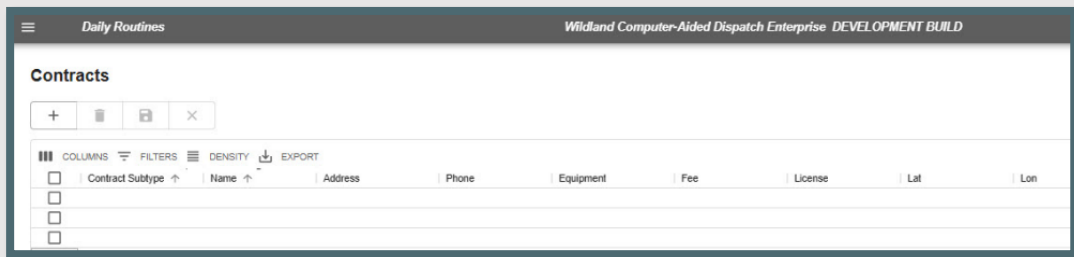 Daily Routines Wildland Computer-Aided Dispatch Enterprise DEVELOPMENT BUILD
Contracts
COLUMNS FILTERS DENSITY EXPORT
Contract Subtype Name Address Phone Equipment Fee License Lat Lon